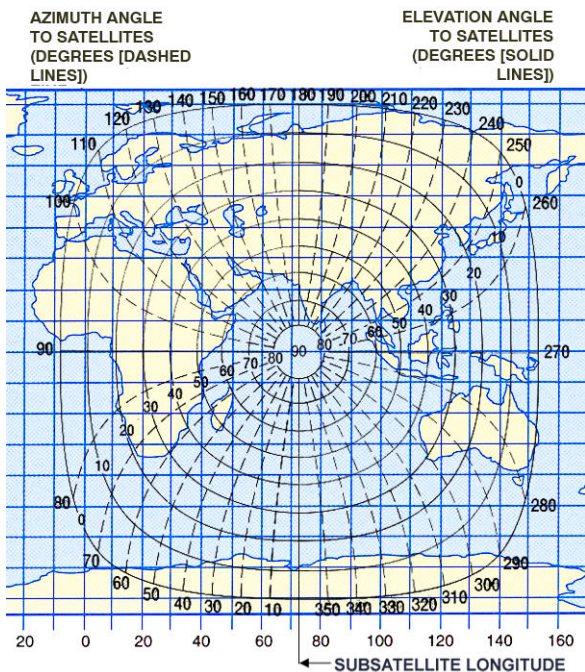 AZIMUTH ANGLE
TO SATELLITES
(DEGREES [DASHED
LINES])
ELEVATION ANGLE
TO SATELLITES
(DEGREES [SOLID
LINES])
130 140 150 160 170 180 190 200 210 220 230
120 240
110 250
0
100 260
10
20
30
40
50
60
70
80
90 90 270
80
70
60
50
40
30
20
10
80 280
0
70 290
60 300
50 310
40 30 20 10 350 340 330 320
20 0 20 40 60 80 100 120 140 160
SUBSATELLITE LONGITUDE